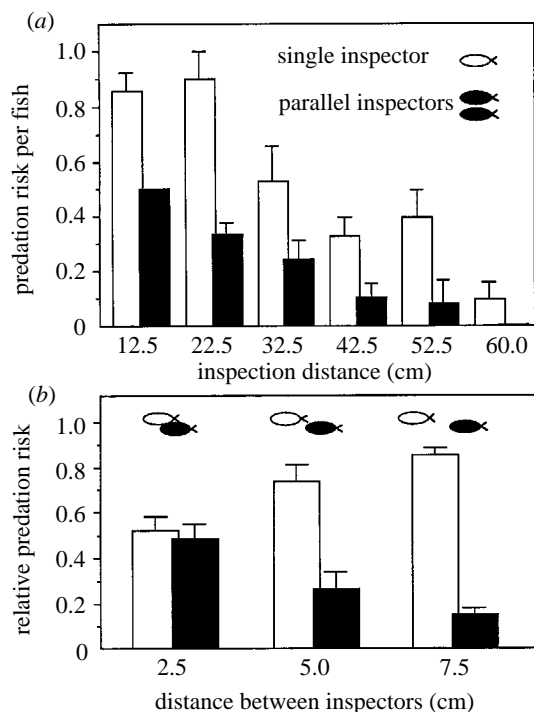 (a)
1.0
0.8
0.6
0.4
0.2
0
predation risk per fish
single inspector
parallel inspectors
12.5 22.5 32.5 42.5 52.5 60.0
inspection distance (cm)
(b)
1.0
0.8
0.6
0.4
0.2
0
relative predation risk
2.5 5.0 7.5
distance between inspectors (cm)